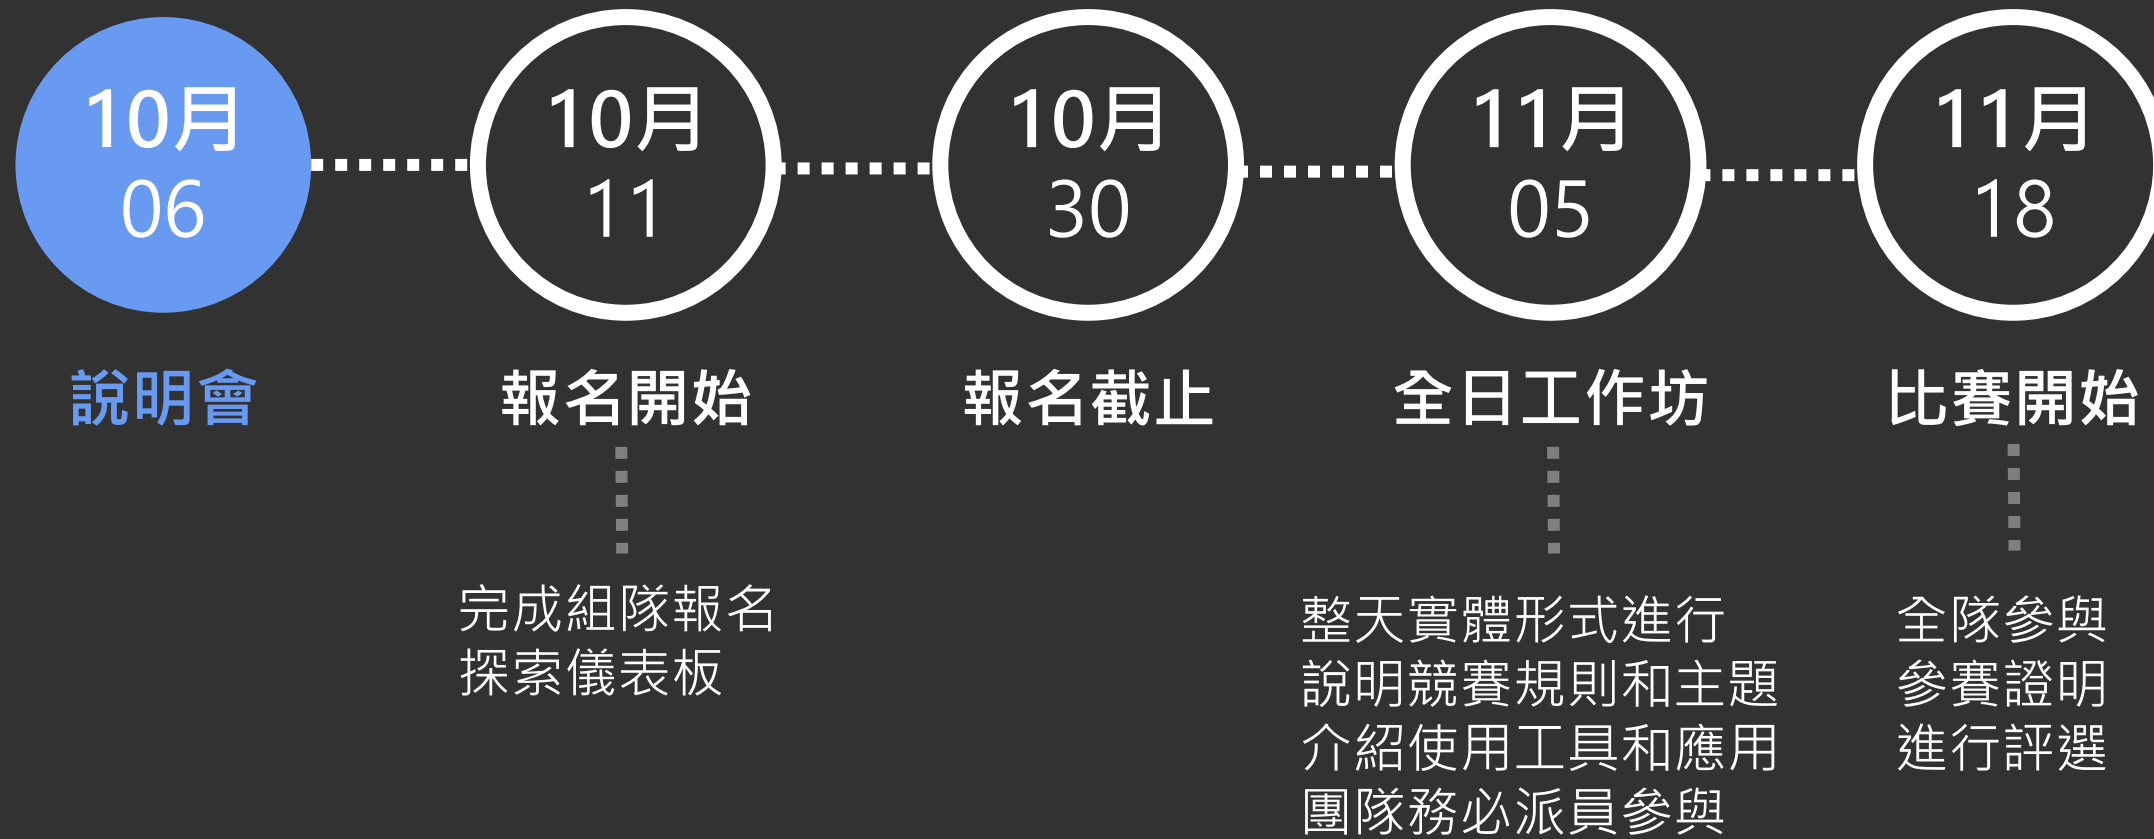 10月
06
說明會
10月
11
報名開始
完成組隊報名
探索儀表板
10月
30
報名截止
11月
05
全日工作坊
整天實體形式進行
說明競賽規則和主題
介紹使用工具和應用
團隊務必派員參與
11月
18
比賽開始
全隊參與
參賽證明
進行評選